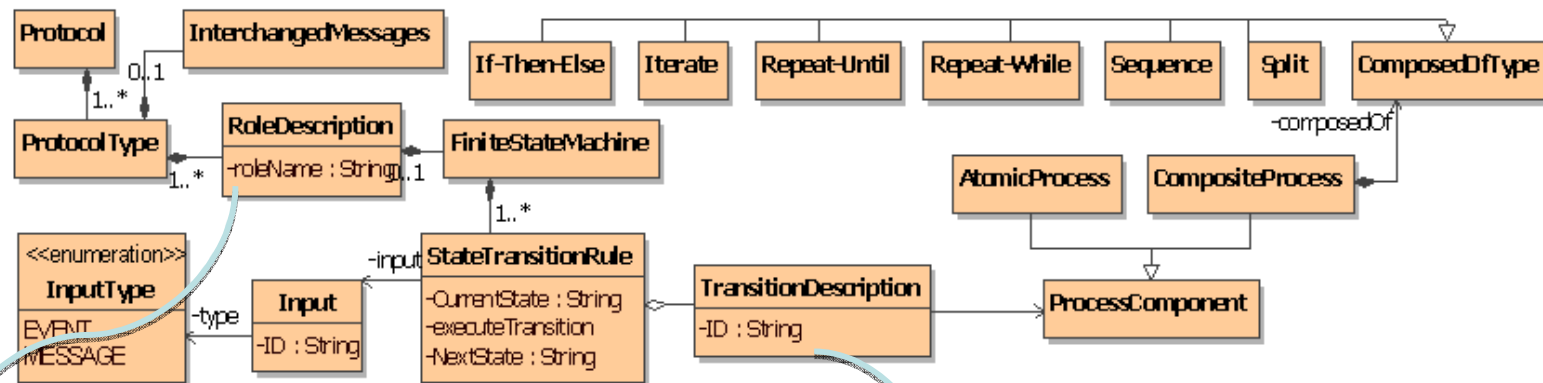 Protocol
InterchangedMessages
0..1
1..*
ProtocolType
1..*
RoleDescription
-roleName : String
0..1
FiniteStateMachine
1..*
If-Then-Else
Iterate
Repeat-Until
Repeat-While
Sequence
Split
ComposedOfType
-composedOf
AtomicProcess
CompositeProcess
ProcessComponent
<<enumeration>>
InputType
EVENT
MESSAGE
-type
Input
-ID : String
-input
StateTransitionRule
-CurrentState : String
-executeTransition
-NextState : String
TransitionDescription
-ID : String